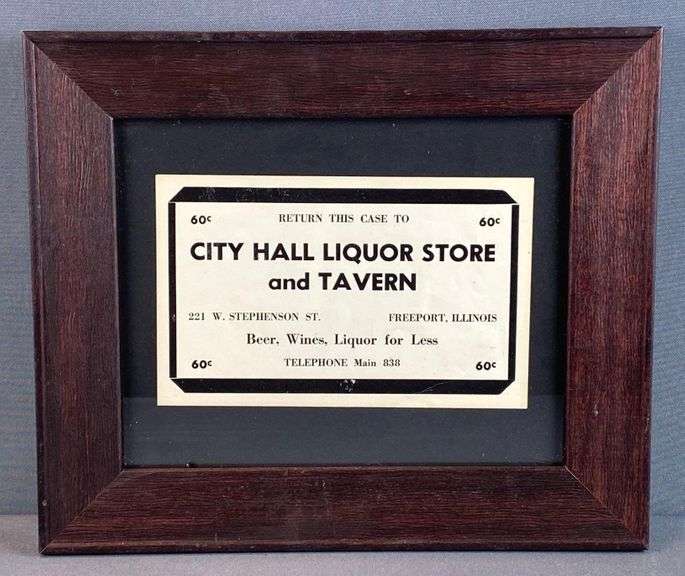 60¢ RETURN THIS CASE TO 60¢
CITY HALL LIQUOR STORE
and TAVERN
221 W. STEPHENSON ST. FREEPORT, ILLINOIS
Beer, Wines, Liquor for Less
60¢ TELEPHONE Main 838 60¢